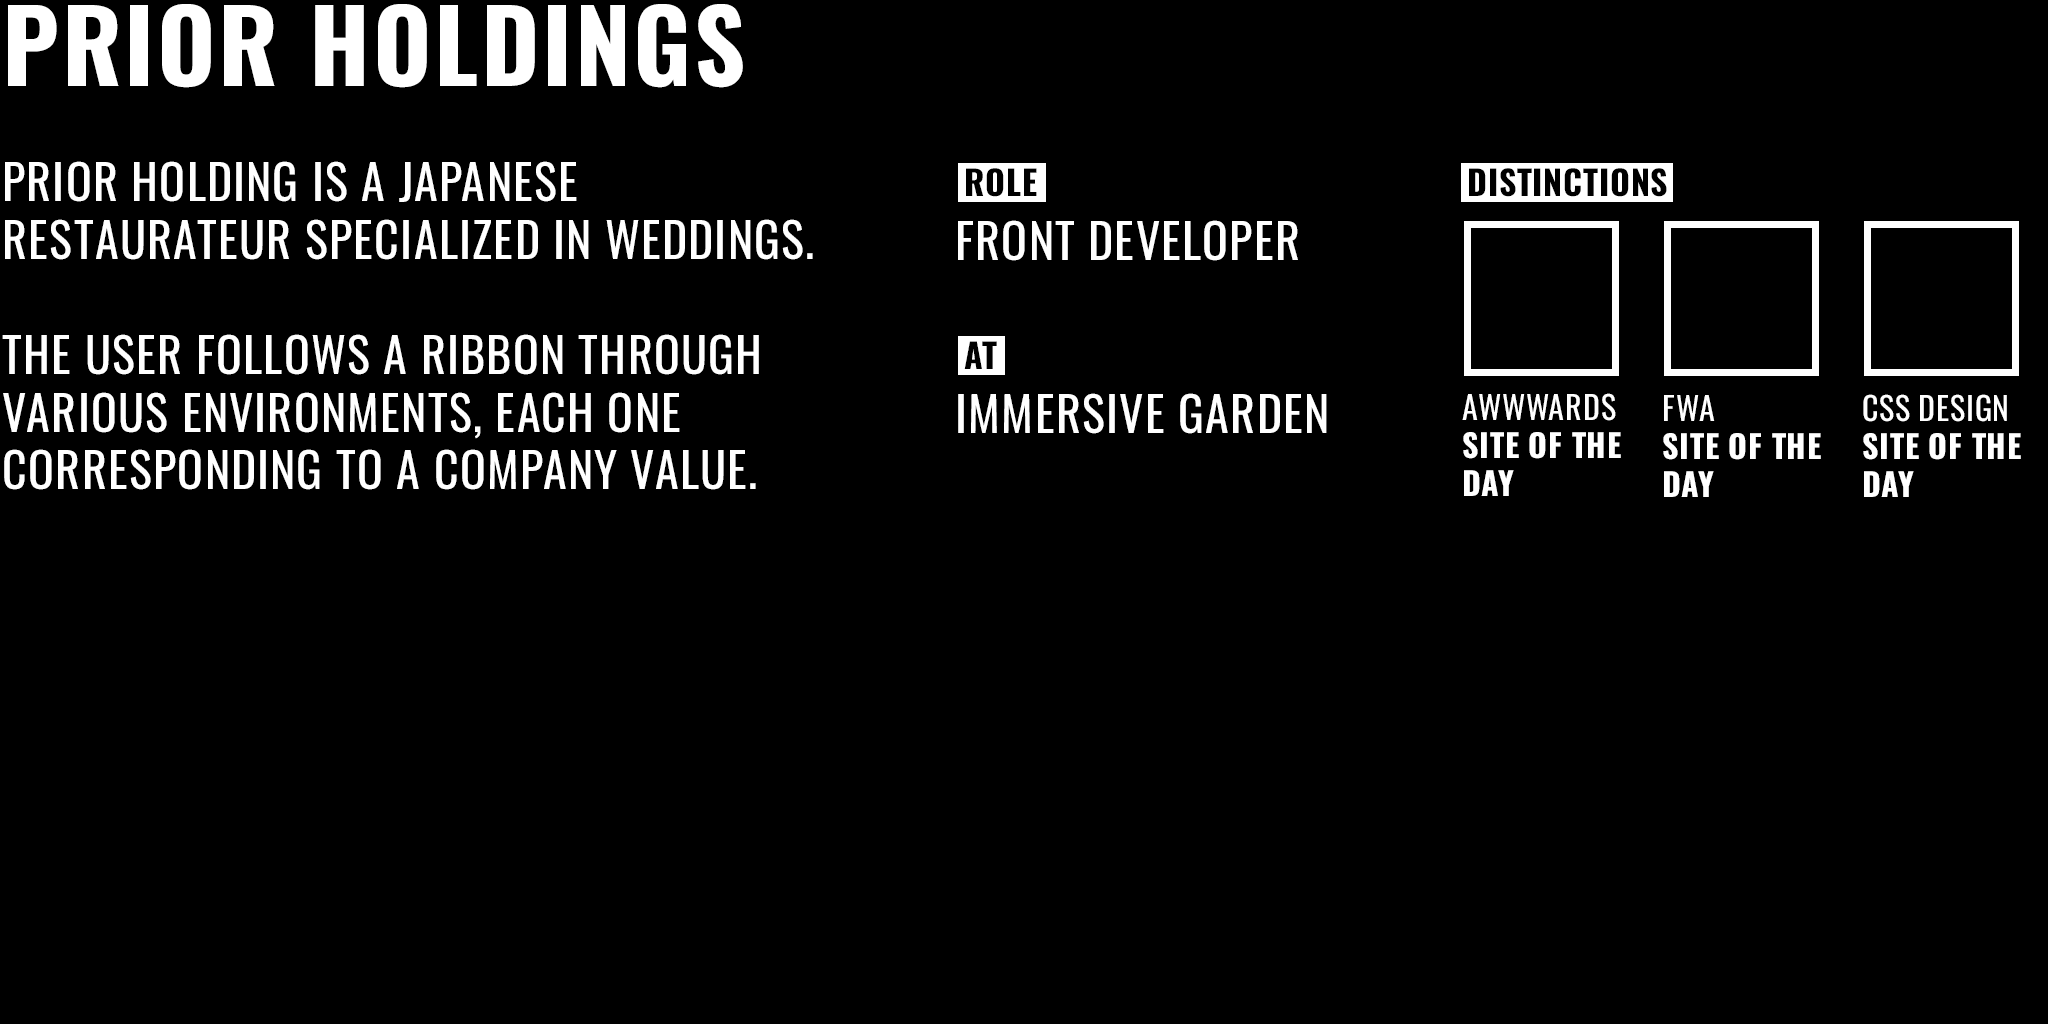 PRIOR HOLDINGS
PRIOR HOLDING IS A JAPANESE
RESTAURATEUR SPECIALIZED IN WEDDINGS.
THE USER FOLLOWS A RIBBON THROUGH
VARIOUS ENVIRONMENTS, EACH ONE
CORRESPONDING TO A COMPANY VALUE.
ROLE
FRONT DEVELOPER
AT
IMMERSIVE GARDEN
DISTINCTIONS
AWWWARDS
SITE OF THE
DAY
FWA
SITE OF THE
DAY
CSS DESIGN
SITE OF THE
DAY